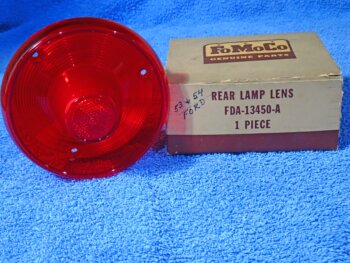 FoMoCo
GENUINE PARTS
REAR LAMP LENS
FDA-13450-A
1 PIECE
53 & 54
FORD